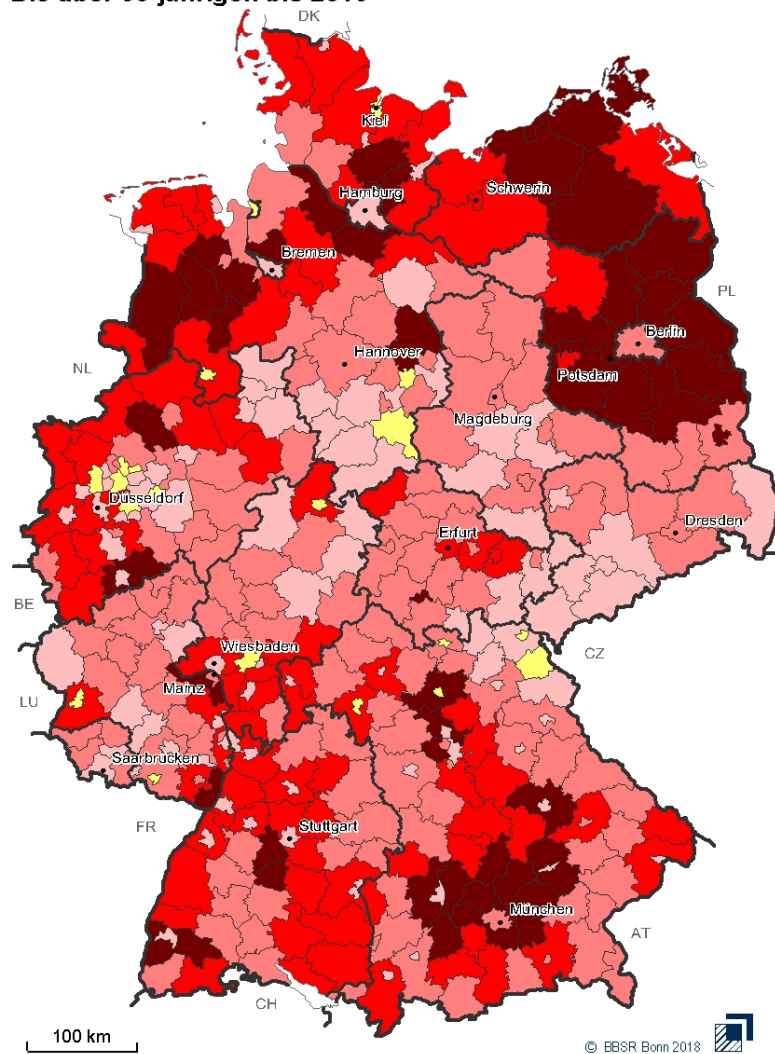 DK
Kiel
Hamburg
Schwerin
Bremen
PL
Berlin
Hannover
NL
Potsdam
Magdeburg
Düsseldorf
Dresden
Erfurt
BE
Wiesbaden
CZ
Mainz
LU
Saarbrücken
FR
Stuttgart
München
AT
CH
100 km
© BBSR Bonn 2018